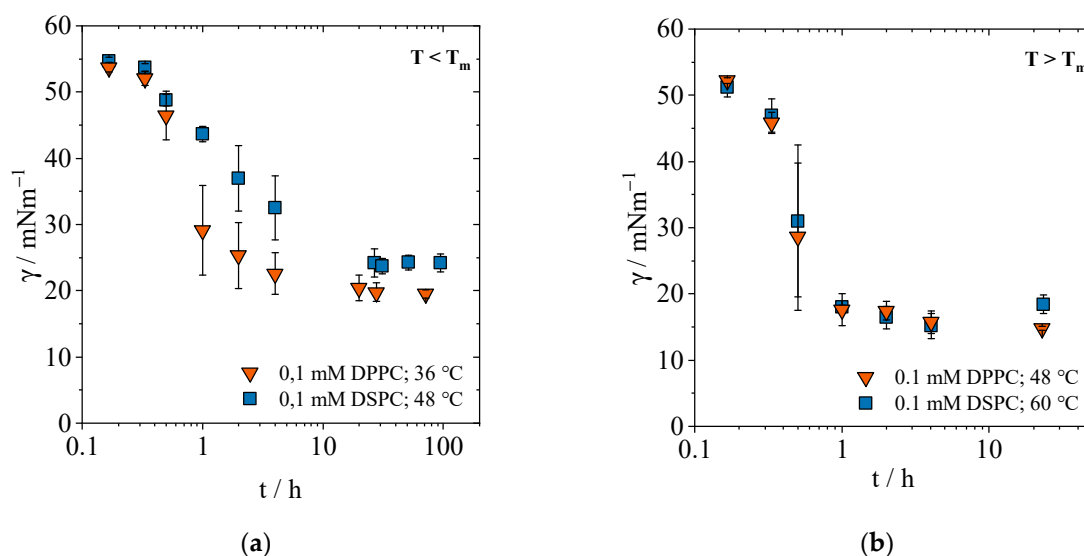 60
50
40
30
20
10
0
0.1
1
10
100
γ / mNm⁻¹
t / h
T < Tₘ
0,1 mM DPPC; 36 °C
0,1 mM DSPC; 48 °C
(a)
60
50
40
30
20
10
0
0.1
1
10
γ / mNm⁻¹
t / h
T > Tₘ
0.1 mM DPPC; 48 °C
0.1 mM DSPC; 60 °C
(b)